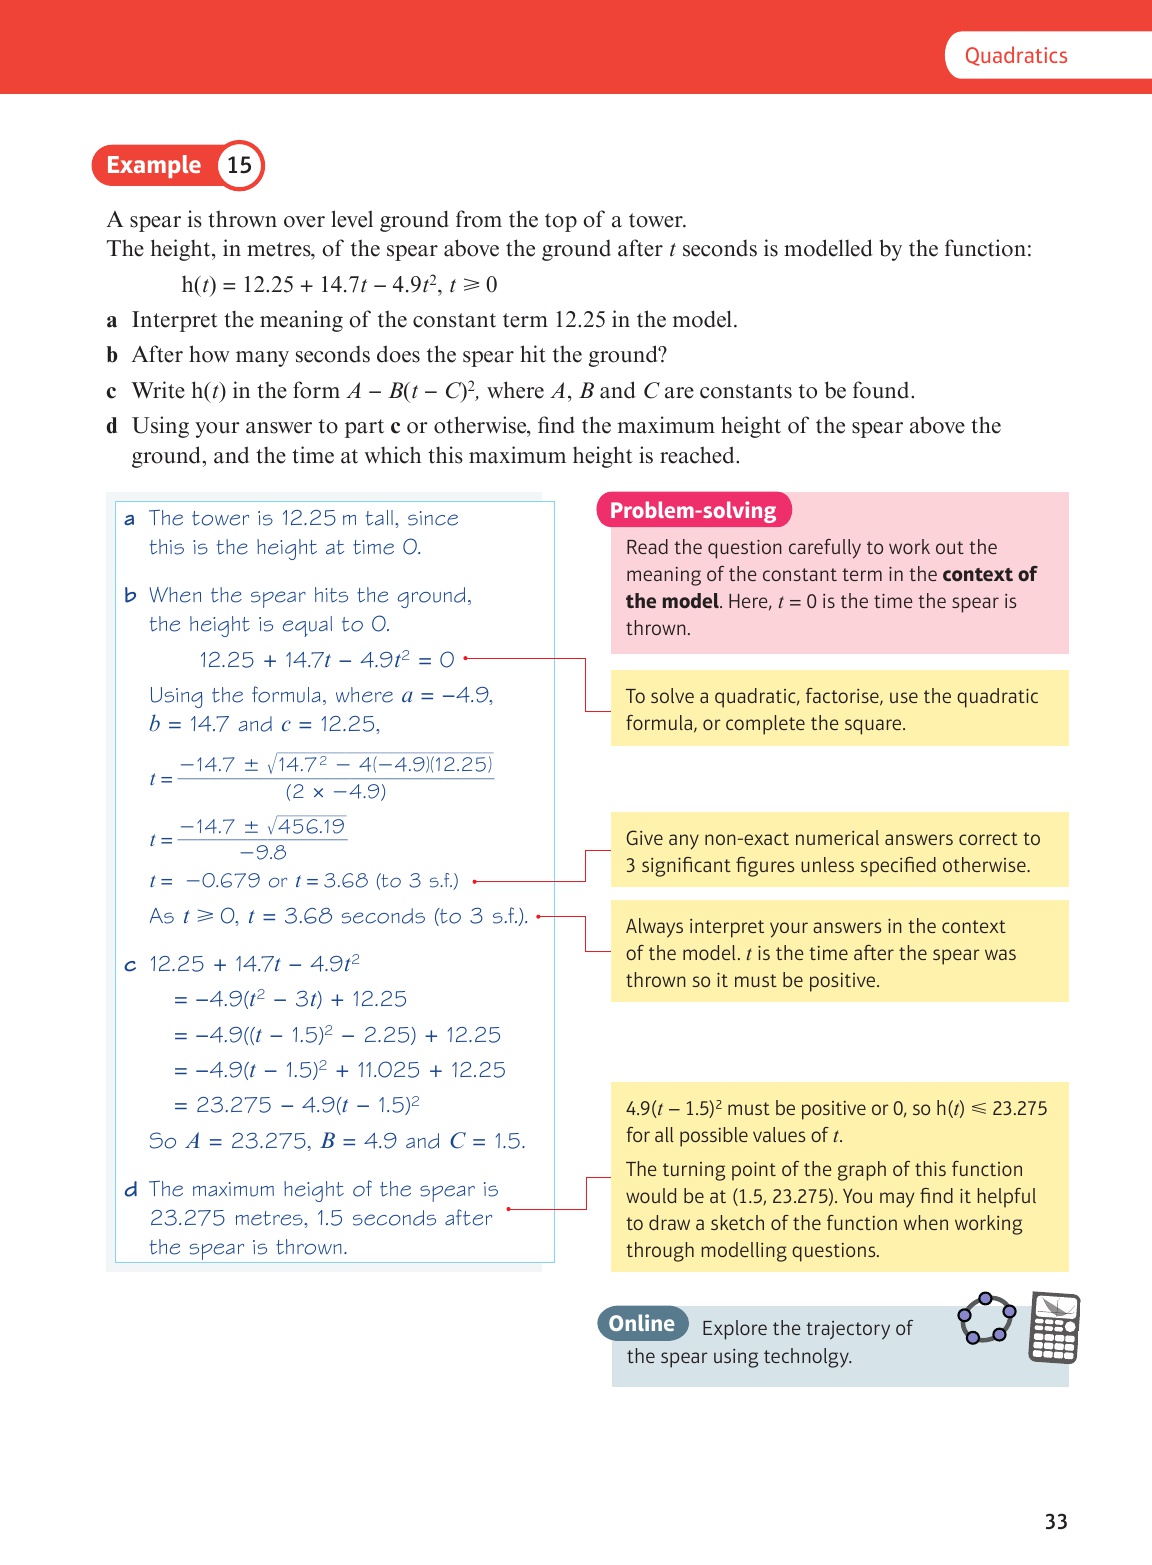 Quadratics
Example 15
A spear is thrown over level ground from the top of a tower.
The height, in metres, of the spear above the ground after t seconds is modelled by the function:
h(t) = 12.25 + 14.7t − 4.9t², t ⩾ 0
a Interpret the meaning of the constant term 12.25 in the model.
b After how many seconds does the spear hit the ground?
c Write h(t) in the form A − B(t − C)², where A, B and C are constants to be found.
d Using your answer to part c or otherwise, find the maximum height of the spear above the
ground, and the time at which this maximum height is reached.
a The tower is 12.25 m tall, since
this is the height at time 0.
b When the spear hits the ground,
the height is equal to 0.
12.25 + 14.7t − 4.9t² = 0
Using the formula, where a = −4.9,
b = 14.7 and c = 12.25,
t = (−14.7 ± √(14.7² − 4(−4.9)(12.25))) / (2 × −4.9)
t = (−14.7 ± √456.19) / −9.8
t = −0.679 or t = 3.68 (to 3 s.f.)
As t ⩾ 0, t = 3.68 seconds (to 3 s.f.).
c 12.25 + 14.7t − 4.9t²
= −4.9(t² − 3t) + 12.25
= −4.9((t − 1.5)² − 2.25) + 12.25
= −4.9(t − 1.5)² + 11.025 + 12.25
= 23.275 − 4.9(t − 1.5)²
So A = 23.275, B = 4.9 and C = 1.5.
d The maximum height of the spear is
23.275 metres, 1.5 seconds after
the spear is thrown.
Problem-solving
Read the question carefully to work out the
meaning of the constant term in the context of
the model. Here, t = 0 is the time the spear is
thrown.
To solve a quadratic, factorise, use the quadratic
formula, or complete the square.
Give any non-exact numerical answers correct to
3 significant figures unless specified otherwise.
Always interpret your answers in the context
of the model. t is the time after the spear was
thrown so it must be positive.
4.9(t − 1.5)² must be positive or 0, so h(t) ⩽ 23.275
for all possible values of t.
The turning point of the graph of this function
would be at (1.5, 23.275). You may find it helpful
to draw a sketch of the function when working
through modelling questions.
Online Explore the trajectory of
the spear using technolgy.
33